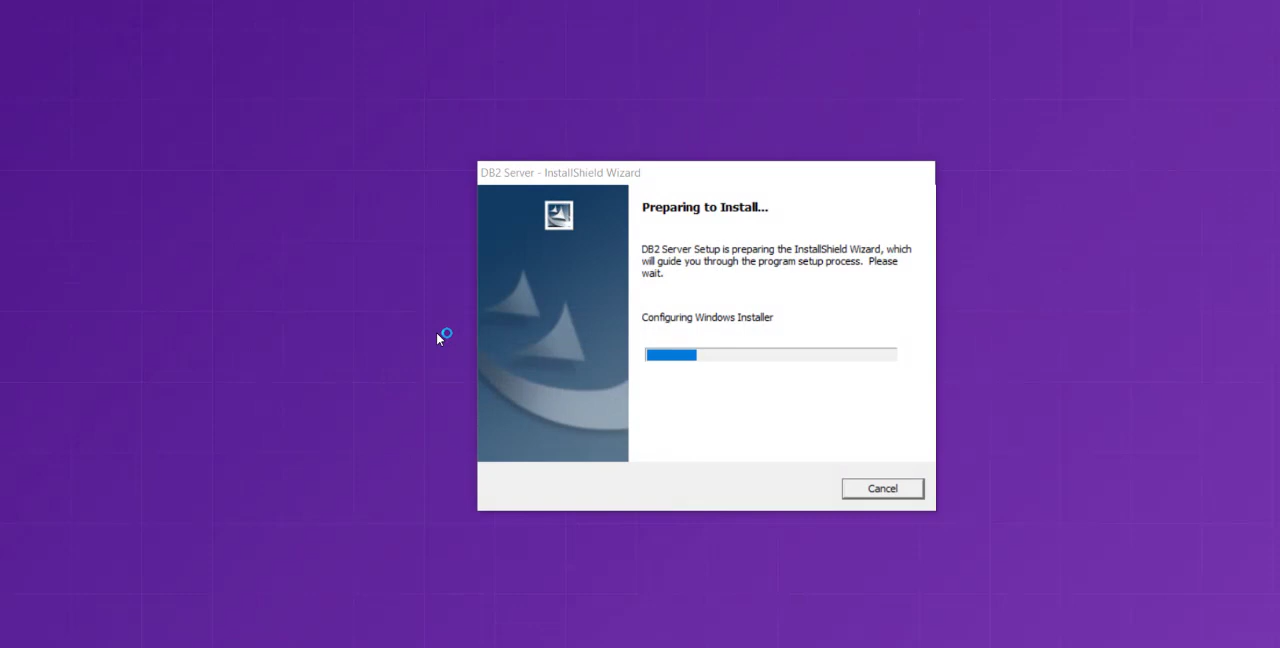 DB2 Server - InstallShield Wizard
Preparing to Install...
DB2 Server Setup is preparing the InstallShield Wizard, which
will guide you through the program setup process. Please
wait.
Configuring Windows Installer
Cancel